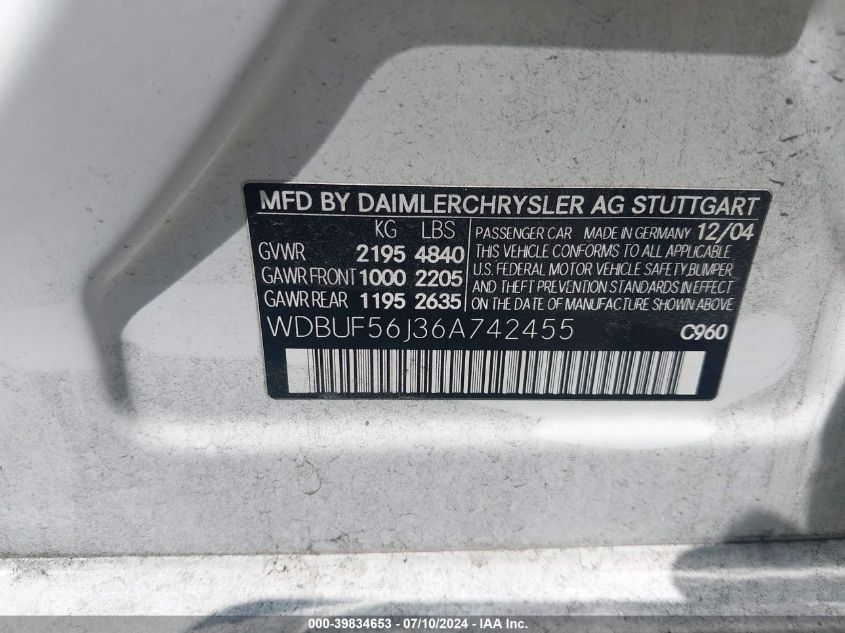 MFD BY DAIMLERCHRYSLER AG STUTTGART
KG LBS
GVWR 2195 4840
GAWR FRONT 1000 2205
GAWR REAR 1195 2635
PASSENGER CAR MADE IN GERMANY 12/04
THIS VEHICLE CONFORMS TO ALL APPLICABLE
U.S. FEDERAL MOTOR VEHICLE SAFETY, BUMPER
AND THEFT PREVENTION STANDARDS IN EFFECT
ON THE DATE OF MANUFACTURE SHOWN ABOVE
WDBUF56J36A742455 C960
000-39834653 - 07/10/2024 - IAAI.com